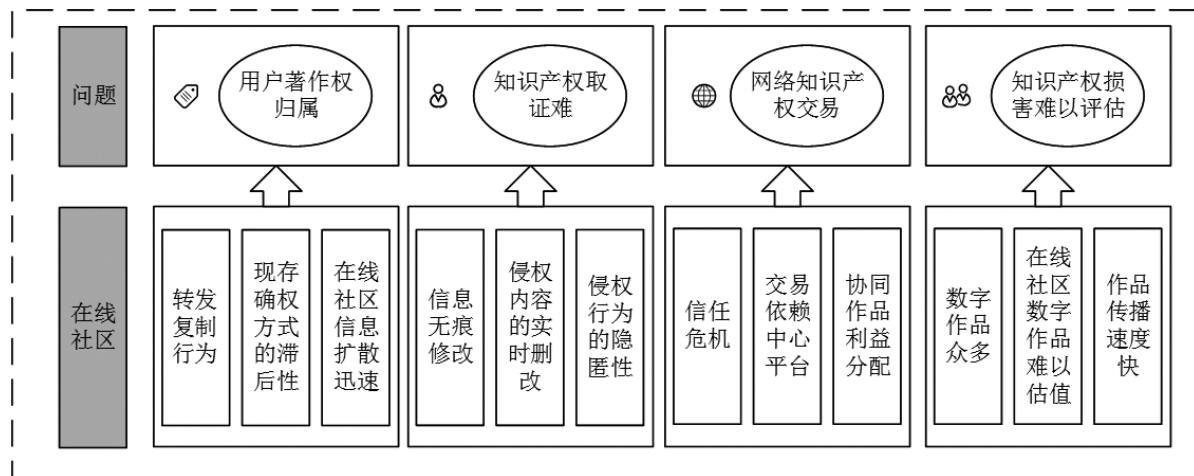 问题
用户著作权
归属
知识产权取
证难
网络知识产
权交易
知识产权损
害难以评估
在线
社区
转发
复制
行为
现存
确权
方式
的滞
后性
在线
社区
信息
扩散
迅速
信息
无痕
修改
侵权
内容
的实
时删
改
侵权
行为
的隐
匿性
信任
危机
交易
依赖
中心
平台
协同
作品
利益
分配
数字
作品
众多
在线
社区
数字
作品
难以
估值
作品
传播
速度
快